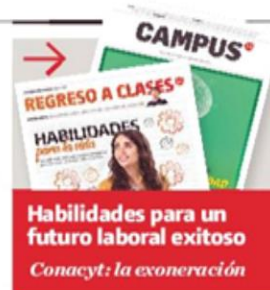 CAMPUS
REGRESO A CLASES
HABILIDADES
para la vida
Habilidades para un
futuro laboral exitoso
Conacyt: la exoneración